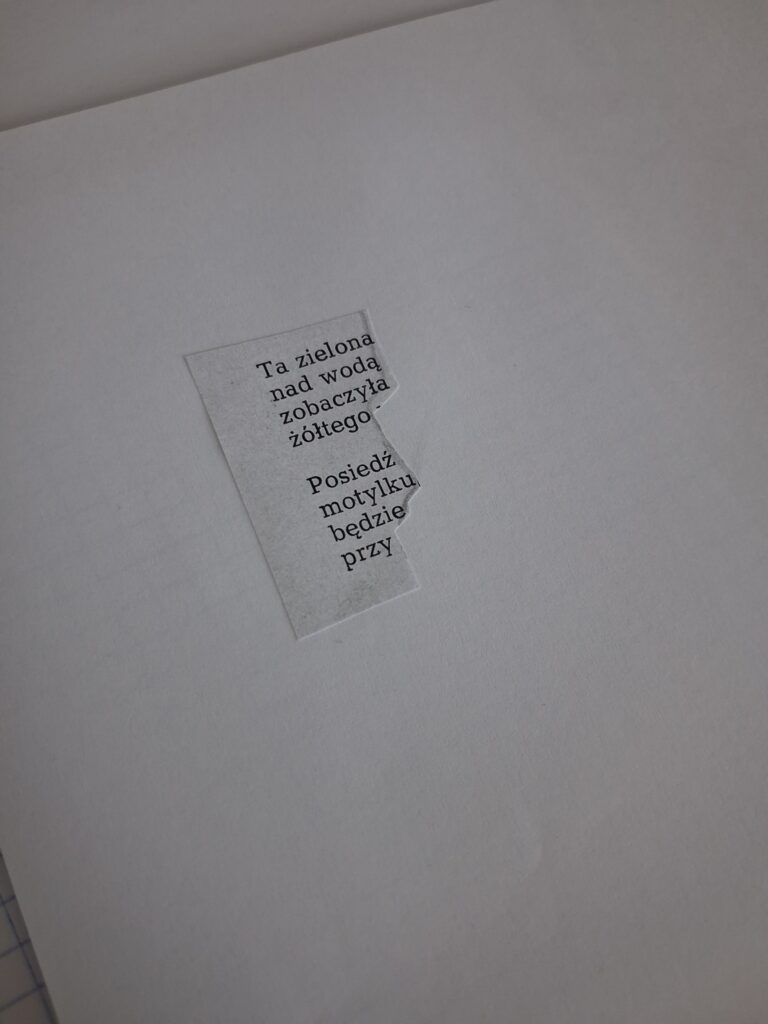 Ta zielona
nad wodą
zobaczyła
żółtego
Posiedź
motylku
będzie
przy